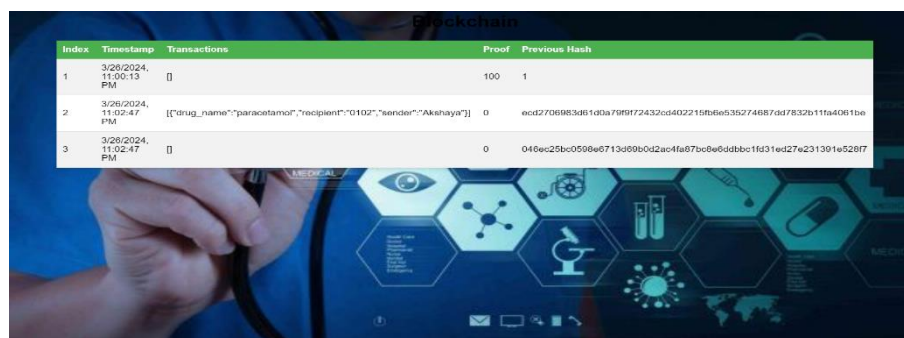 Blockchain
Index Timestamp Transactions Proof Previous Hash
1 3/26/2024, 11:00:13 PM [] 100 1
2 3/26/2024, 11:02:47 PM [{"drug_name":"paracetamol","recipient":"0102","sender":"Akshaya"}] 0 ecd2706983d61d0a79f9f72432cd402215fb6e535274687dd7832b11fa4061be
3 3/26/2024, 11:02:47 PM [] 0 046ec25bc0598e6713d69b0d2ac4fa87bc8e6ddbbc1fd31ed27e231391e528f7
MEDICAL
Health Care